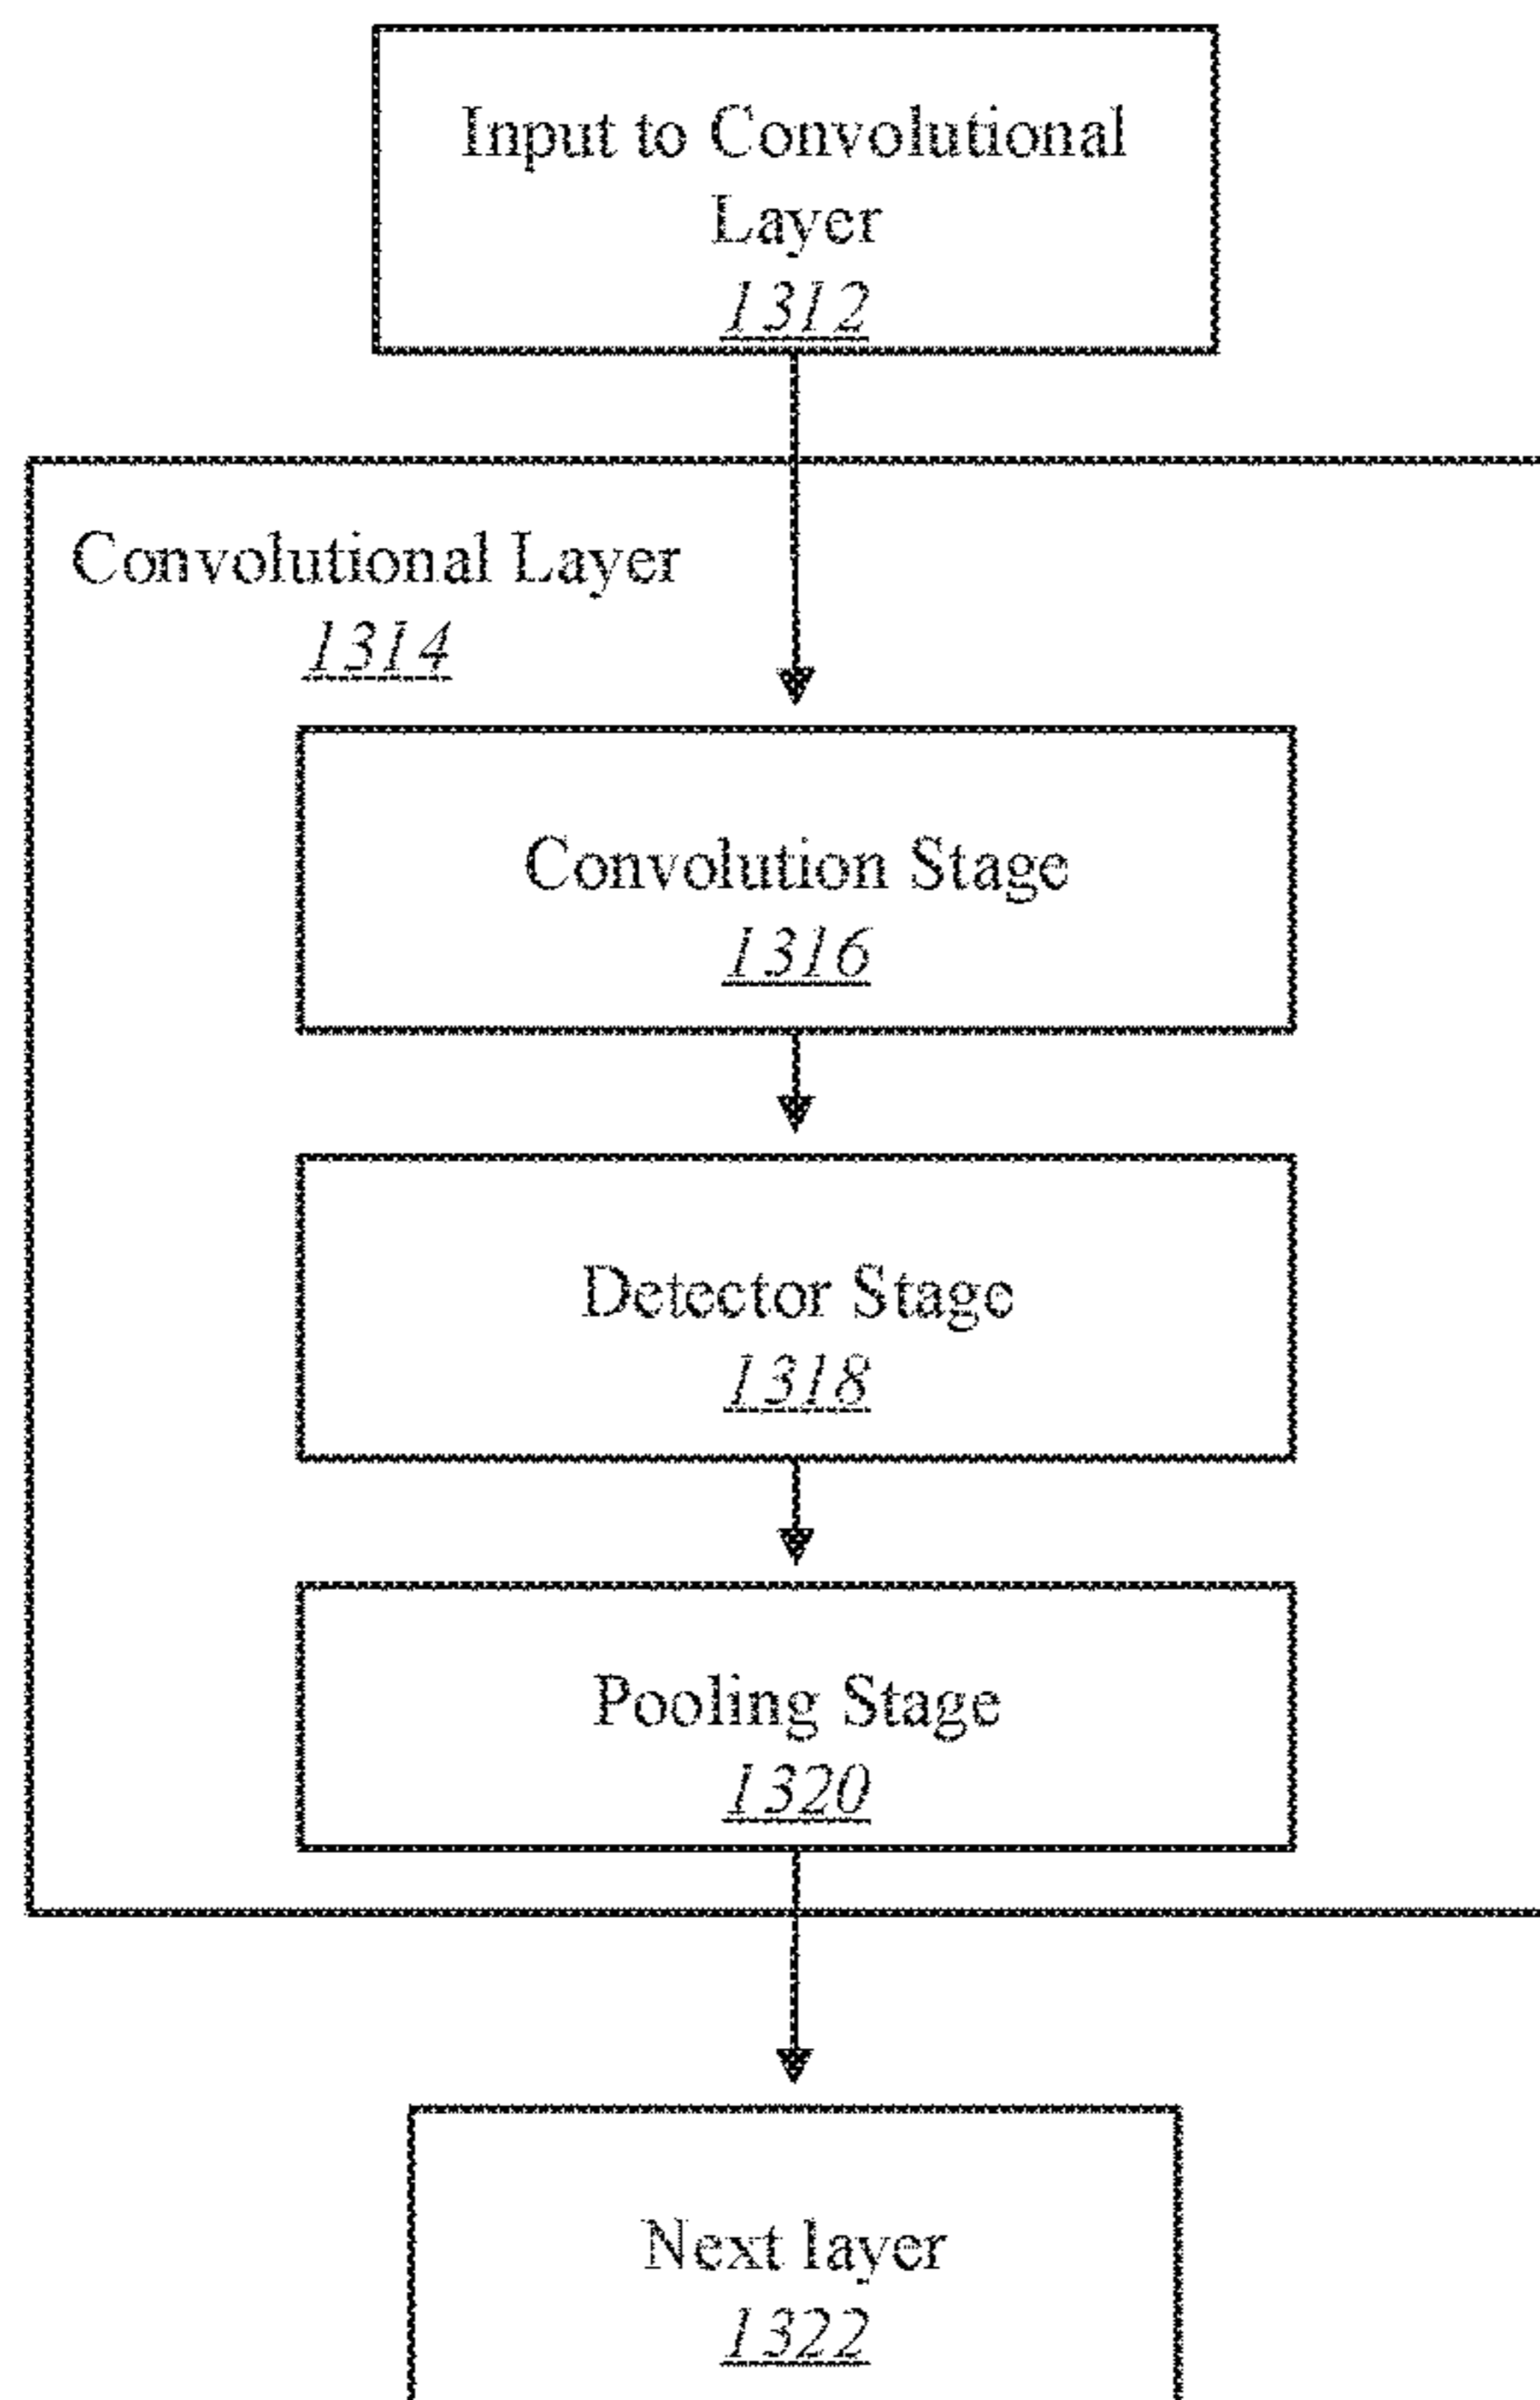 Input to Convolutional
Layer
1312
Convolutional Layer
1314
Convolution Stage
1316
Detector Stage
1318
Pooling Stage
1320
Next layer
1322